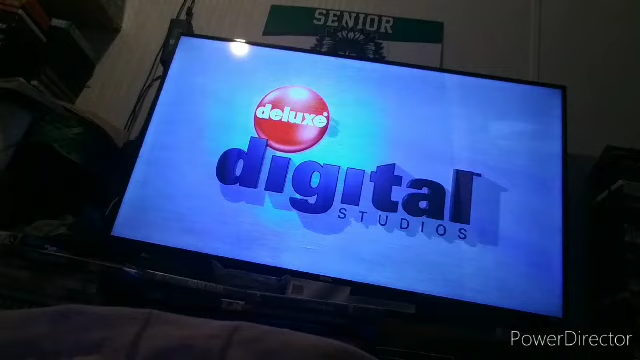 SENIOR
deluxe®
digital
STUDIOS
PowerDirector